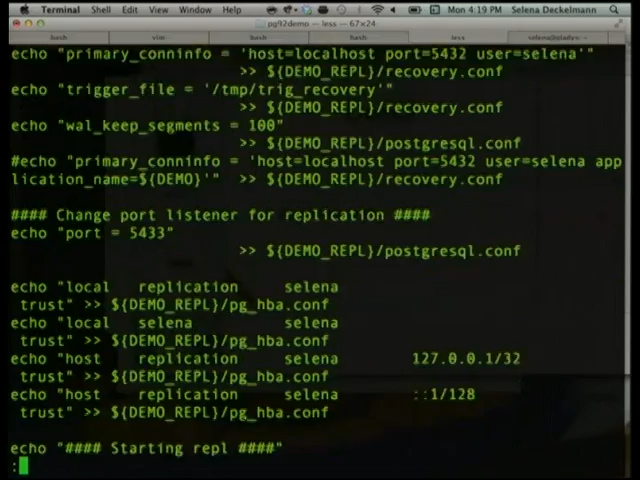 Terminal Shell Edit View Window Help Mon 4:19 PM Selena Deckelmann
pg92demo — less — 67×24
bash vim bash bash less
echo "primary_conninfo = 'host=localhost port=5432 user=selena'"
>> ${DEMO_REPL}/recovery.conf
echo "trigger_file = '/tmp/trig_recovery'"
>> ${DEMO_REPL}/recovery.conf
echo "wal_keep_segments = 100"
>> ${DEMO_REPL}/postgresql.conf
#echo "primary_conninfo = 'host=localhost port=5432 user=selena app
lication_name=${DEMO}'" >> ${DEMO_REPL}/recovery.conf
#### Change port listener for replication ####
echo "port = 5433"
>> ${DEMO_REPL}/postgresql.conf
echo "local replication selena
trust" >> ${DEMO_REPL}/pg_hba.conf
echo "local selena selena
trust" >> ${DEMO_REPL}/pg_hba.conf
echo "host replication selena 127.0.0.1/32
trust" >> ${DEMO_REPL}/pg_hba.conf
echo "host replication selena ::1/128
trust" >> ${DEMO_REPL}/pg_hba.conf
echo "#### Starting repl ####"
: